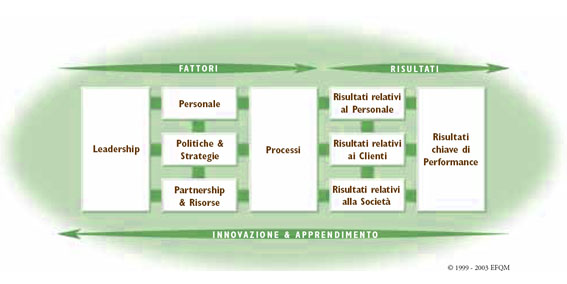 FATTORI
RISULTATI
Leadership
Personale
Politiche &
Strategie
Partnership
& Risorse
Processi
Risultati relativi
al Personale
Risultati relativi
ai Clienti
Risultati relativi
alla Società
Risultati
chiave di
Performance
INNOVAZIONE & APPRENDIMENTO
© 1999 - 2003 EFQM